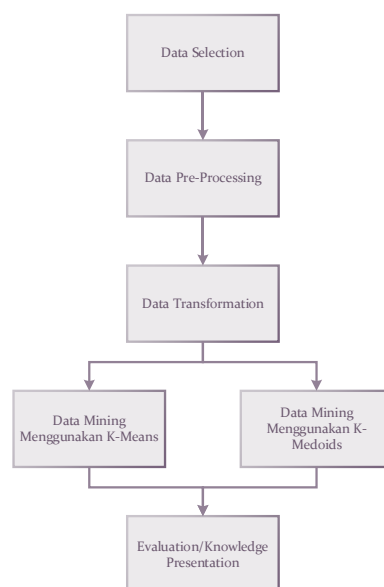 Data Selection
Data Pre-Processing
Data Transformation
Data Mining
Menggunakan K-Means
Data Mining
Menggunakan K-
Medoids
Evaluation/Knowledge
Presentation